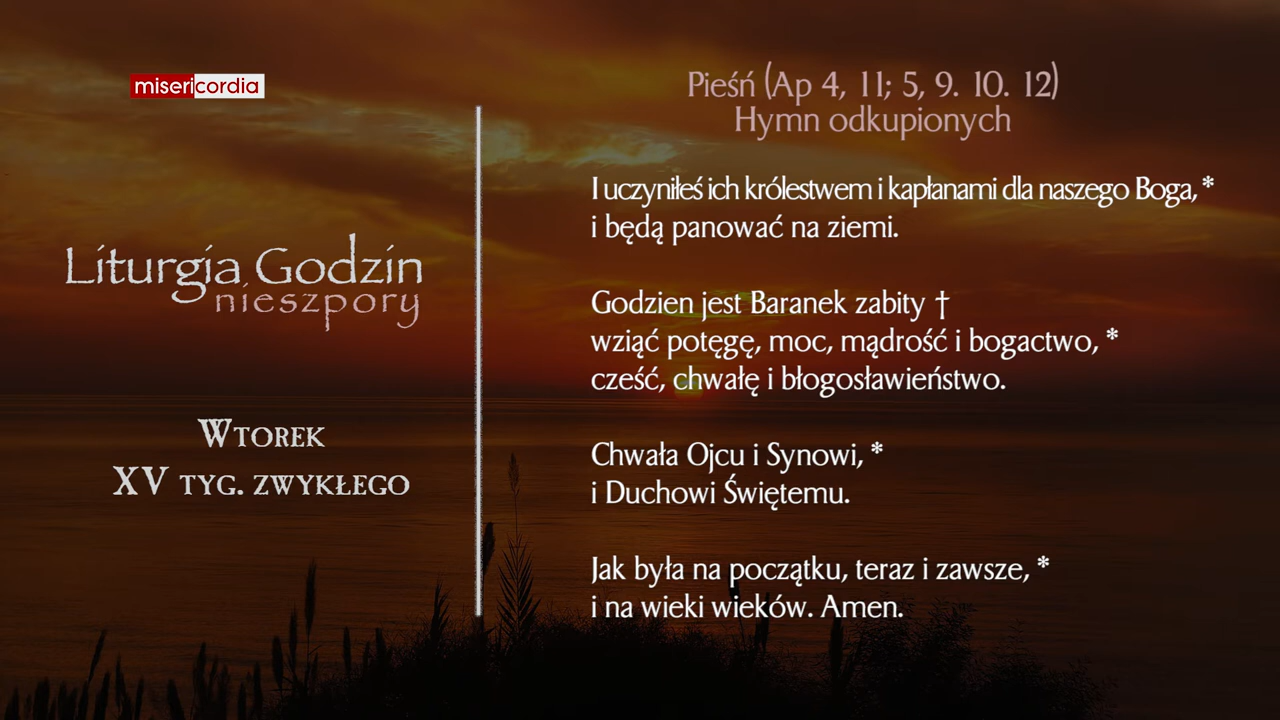 misericordia
Liturgia Godzin
nieszpory
Wtorek
XV tyg. zwykłego
Pieśń (Ap 4, 11; 5, 9. 10. 12)
Hymn odkupionych
I uczyniłeś ich królestwem i kapłanami dla naszego Boga, *
i będą panować na ziemi.
Godzien jest Baranek zabity †
wziąć potęgę, moc, mądrość i bogactwo, *
cześć, chwałę i błogosławieństwo.
Chwała Ojcu i Synowi, *
i Duchowi Świętemu.
Jak była na początku, teraz i zawsze, *
i na wieki wieków. Amen.